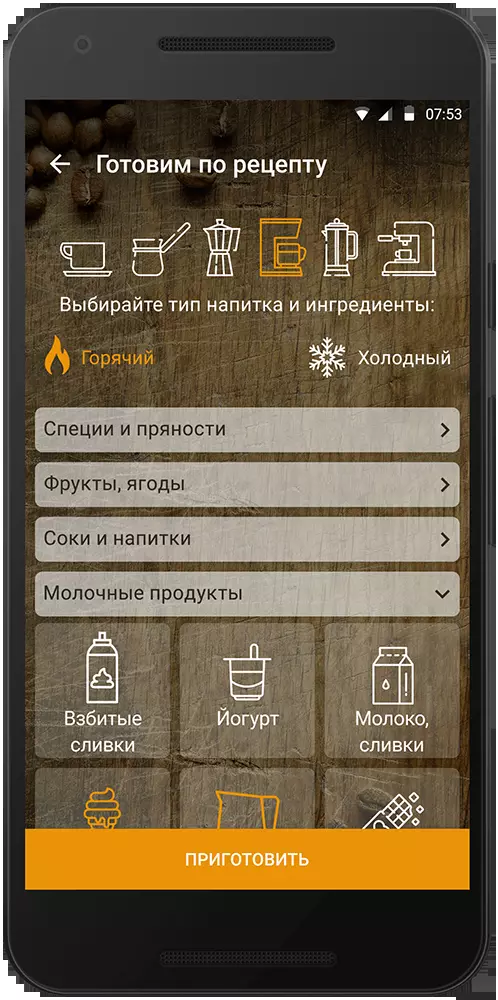 07:53
Готовим по рецепту
Выбирайте тип напитка и ингредиенты:
Горячий
Холодный
Специи и пряности
Фрукты, ягоды
Соки и напитки
Молочные продукты
Взбитые
сливки
Йогурт
Молоко,
сливки
ПРИГОТОВИТЬ